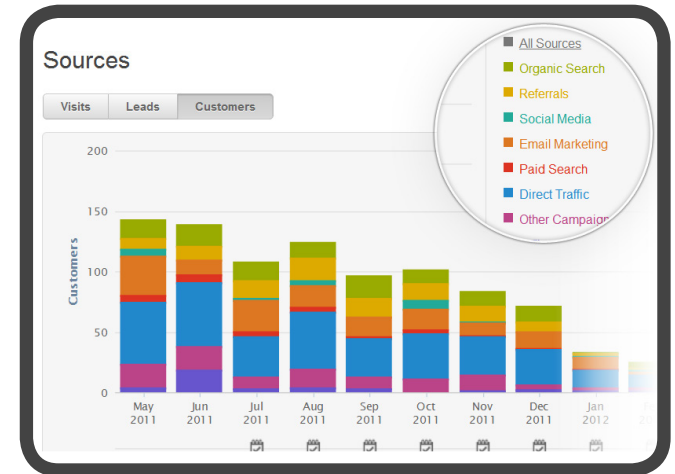 Sources
Visits Leads Customers
All Sources
Organic Search
Referrals
Social Media
Email Marketing
Paid Search
Direct Traffic
Other Campaign
Customers
200
150
100
50
0
May Jun Jul Aug Sep Oct Nov Dec Jan
2011 2011 2011 2011 2011 2011 2011 2011 2012